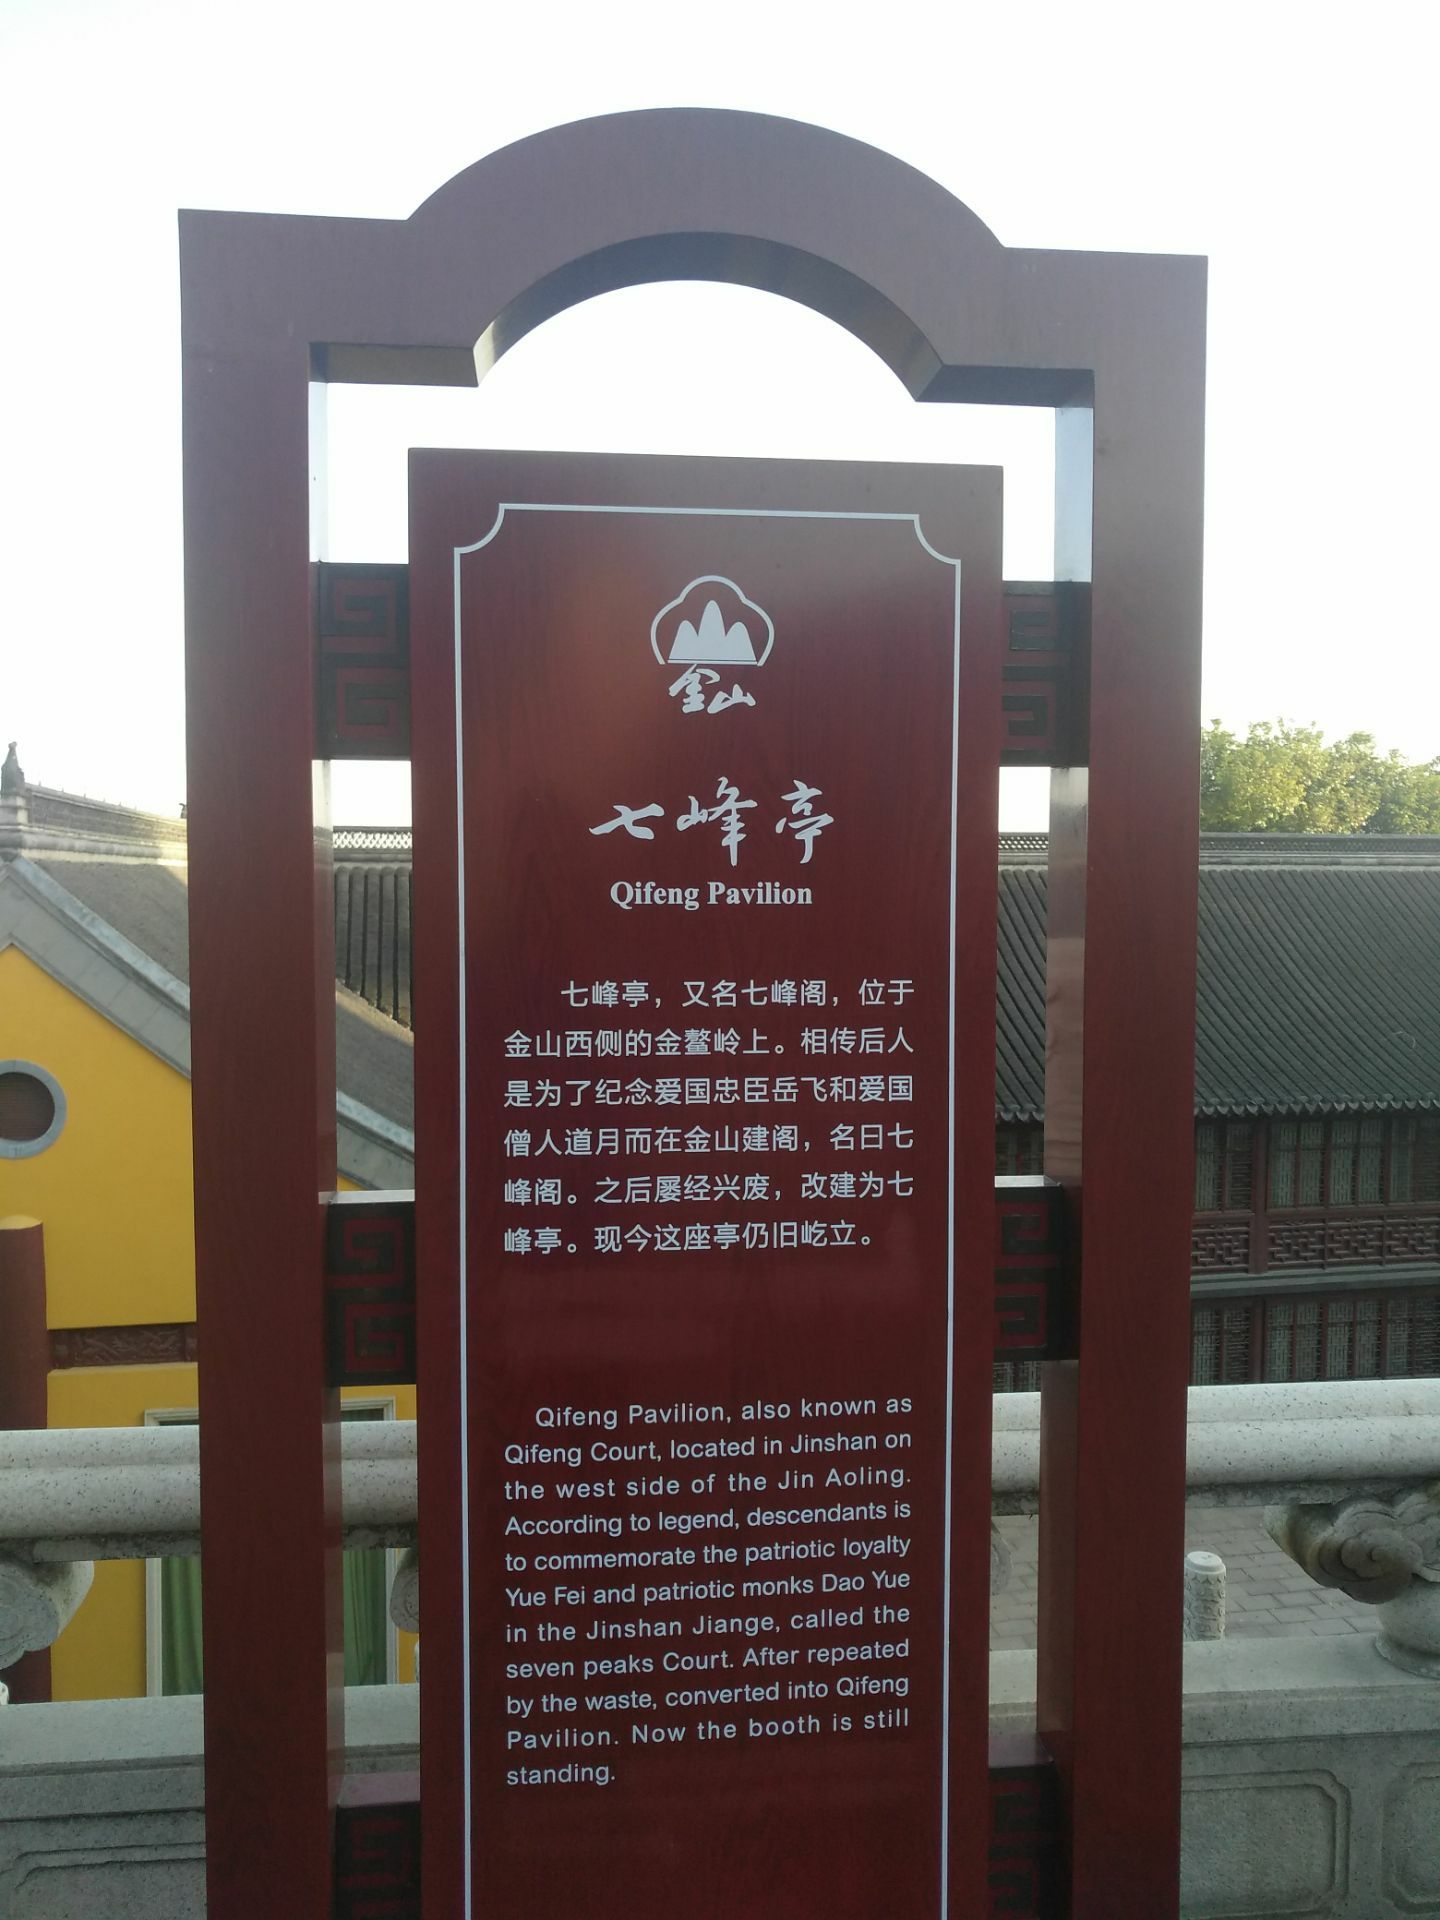 金山
七峰亭
Qifeng Pavilion
七峰亭，又名七峰阁，位于
金山西侧的金鳌岭上。相传后人
是为了纪念爱国忠臣岳飞和爱国
僧人道月而在金山建阁，名曰七
峰阁。之后屡经兴废，改建为七
峰亭。现今这座亭仍旧屹立。
Qifeng Pavilion, also known as
Qifeng Court, located in Jinshan on
the west side of the Jin Aoling.
According to legend, descendants is
to commemorate the patriotic loyalty
Yue Fei and patriotic monks Dao Yue
in the Jinshan Jiange, called the
seven peaks Court. After repeated
by the waste, converted into Qifeng
Pavilion. Now the booth is still
standing.